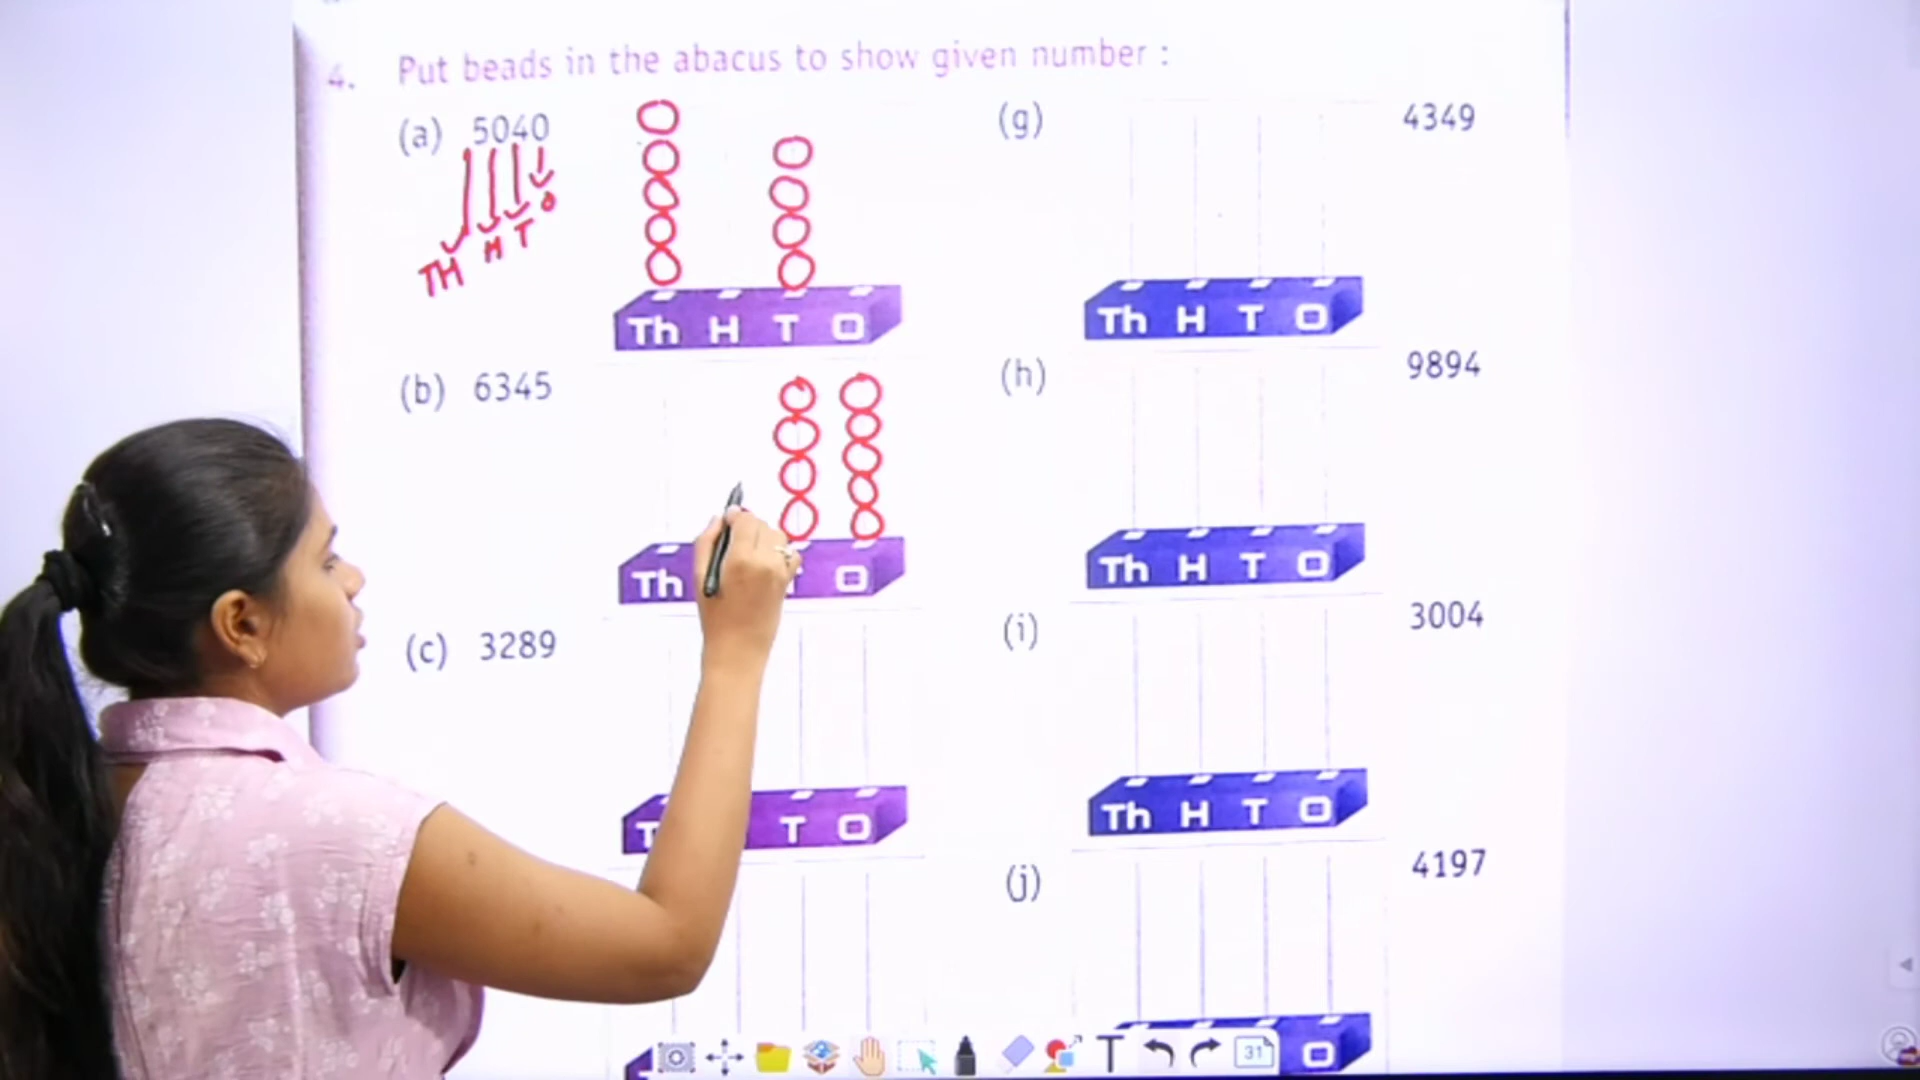 4. Put beads in the abacus to show given number :
(a) 5040
TH H T O
Th H T O
(b) 6345
Th O
(c) 3289
T O
(g) 4349
Th H T O
(h) 9894
Th H T O
(i) 3004
Th H T O
(j) 4197
O
T
31